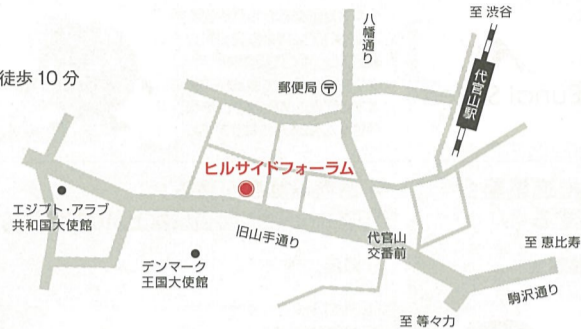 至 渋谷
八幡通り
徒歩 10 分
郵便局 〒
代官山駅
ヒルサイドフォーラム
エジプト・アラブ
共和国大使館
旧山手通り
代官山
交番前
至 恵比寿
デンマーク
王国大使館
駒沢通り
至 等々力